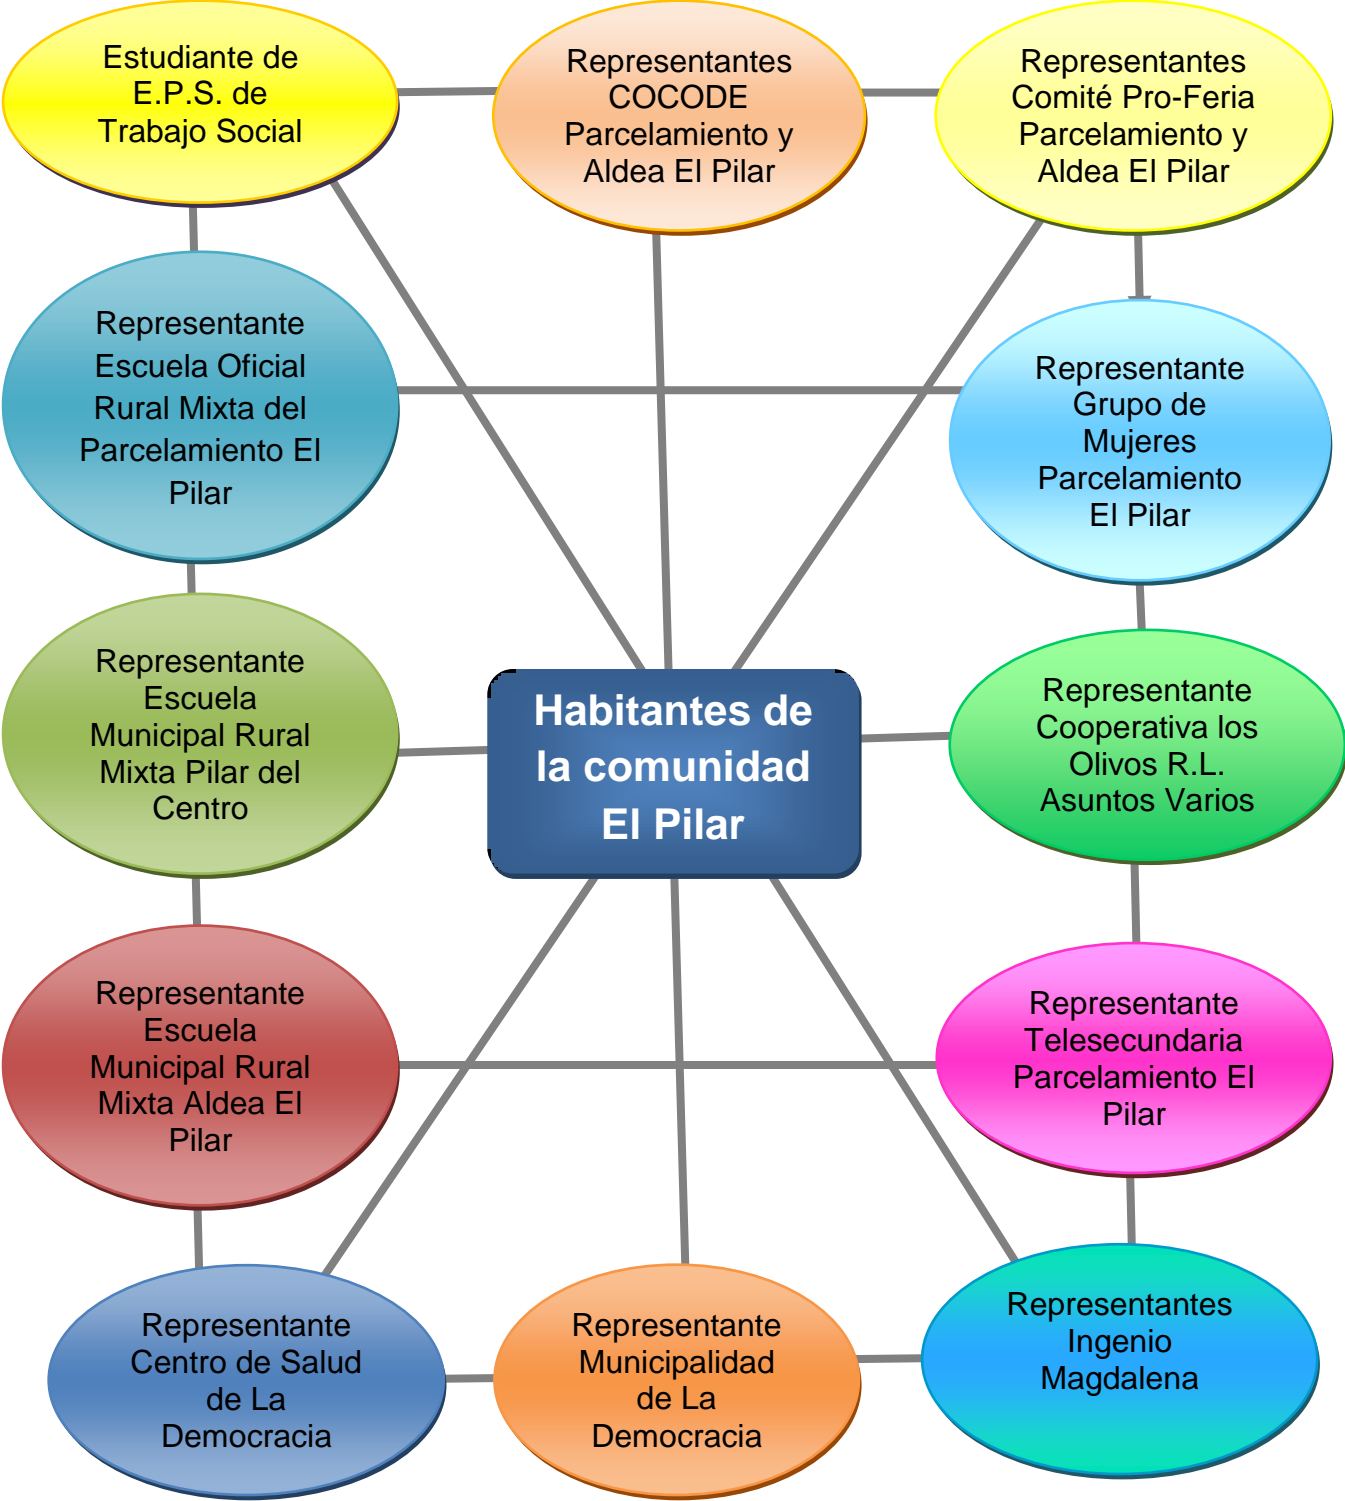 Estudiante de
E.P.S. de
Trabajo Social
Representantes
COCODE
Parcelamiento y
Aldea El Pilar
Representantes
Comité Pro-Feria
Parcelamiento y
Aldea El Pilar
Representante
Escuela Oficial
Rural Mixta del
Parcelamiento El
Pilar
Representante
Grupo de
Mujeres
Parcelamiento
El Pilar
Representante
Escuela
Municipal Rural
Mixta Pilar del
Centro
Habitantes de
la comunidad
El Pilar
Representante
Cooperativa los
Olivos R.L.
Asuntos Varios
Representante
Escuela
Municipal Rural
Mixta Aldea El
Pilar
Representante
Telesecundaria
Parcelamiento El
Pilar
Representante
Centro de Salud
de La
Democracia
Representante
Municipalidad
de La
Democracia
Representantes
Ingenio
Magdalena